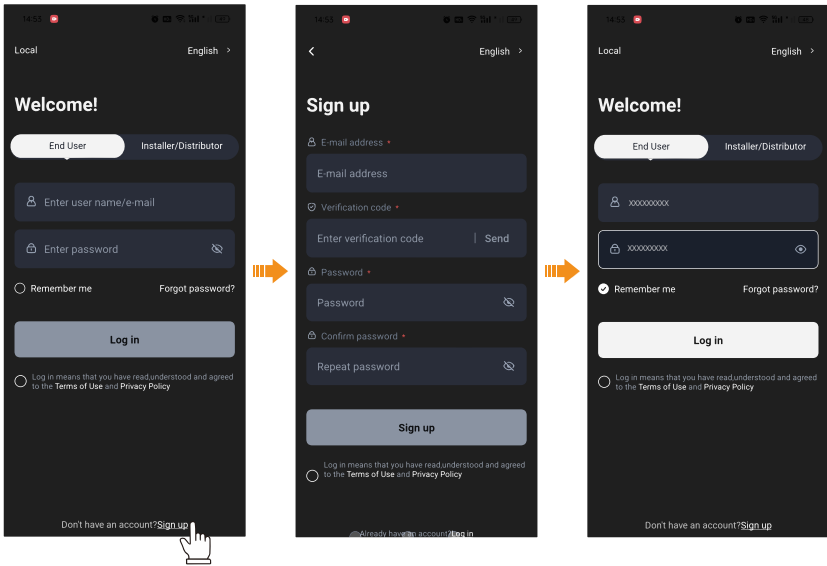 14:53
Local English >
Welcome!
End User Installer/Distributor
Enter user name/e-mail
Enter password
Remember me Forgot password?
Log in
Log in means that you have read,understood and agreed
to the Terms of Use and Privacy Policy
Don't have an account?Sign up
14:53
English >
Sign up
E-mail address *
E-mail address
Verification code *
Enter verification code | Send
Password *
Password
Confirm password *
Repeat password
Sign up
Log in means that you have read,understood and agreed
to the Terms of Use and Privacy Policy
Already have an account?Log in
14:53
Local English >
Welcome!
End User Installer/Distributor
xxxxxxxxx
xxxxxxxxx
Remember me Forgot password?
Log in
Log in means that you have read,understood and agreed
to the Terms of Use and Privacy Policy
Don't have an account?Sign up